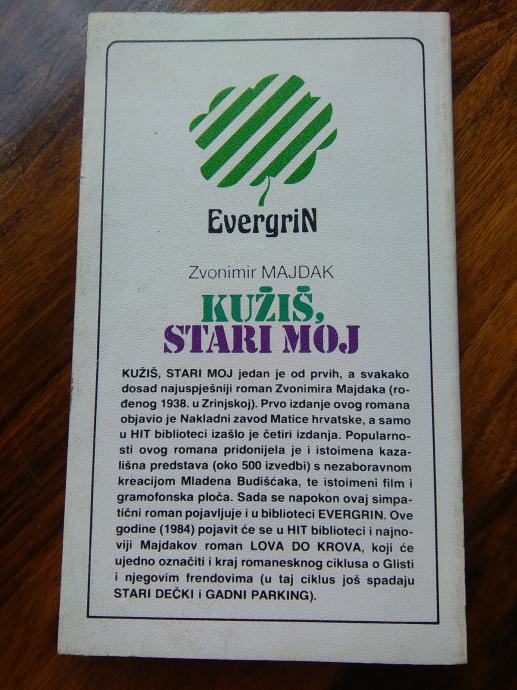 EvergriN
Zvonimir MAJDAK
KUŽIŠ,
STARI MOJ
KUŽIŠ, STARI MOJ jedan je od prvih, a svakako
dosad najuspješniji roman Zvonimira Majdaka (ro-
đenog 1938. u Zrinjskoj). Prvo izdanje ovog romana
objavio je Nakladni zavod Matice hrvatske, a samo
u HIT biblioteci izašlo je četiri izdanja. Popularno-
sti ovog romana pridonijela je i istoimena kaza-
lišna predstava (oko 500 izvedbi) s nezaboravnom
kreacijom Mladena Budišćaka, te istoimeni film i
gramofonska ploča. Sada se napokon ovaj simpa-
tični roman pojavljuje i u biblioteci EVERGRIN. Ove
godine (1984) pojavit će se u HIT biblioteci i najno-
viji Majdakov roman LOVA DO KROVA, koji će
ujedno označiti i kraj romanesknog ciklusa o Glisti
i njegovim frendovima (u taj ciklus još spadaju
STARI DEČKI i GADNI PARKING).